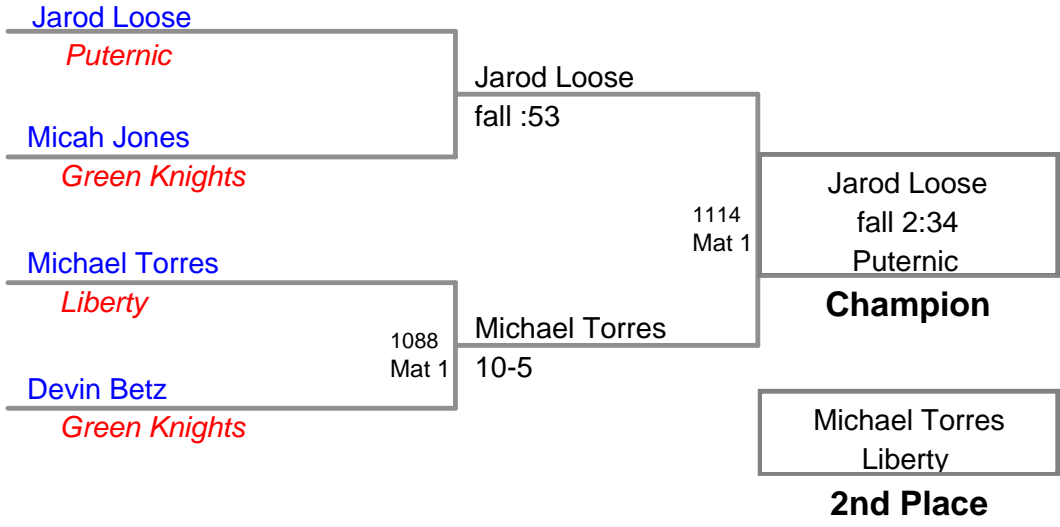 Jarod Loose
Puternic
Jarod Loose
fall :53
Micah Jones
Green Knights
Jarod Loose
fall 2:34
Puternic
Champion
1114
Mat 1
Michael Torres
Liberty
Michael Torres
10-5
1088
Mat 1
Devin Betz
Green Knights
Michael Torres
Liberty
2nd Place